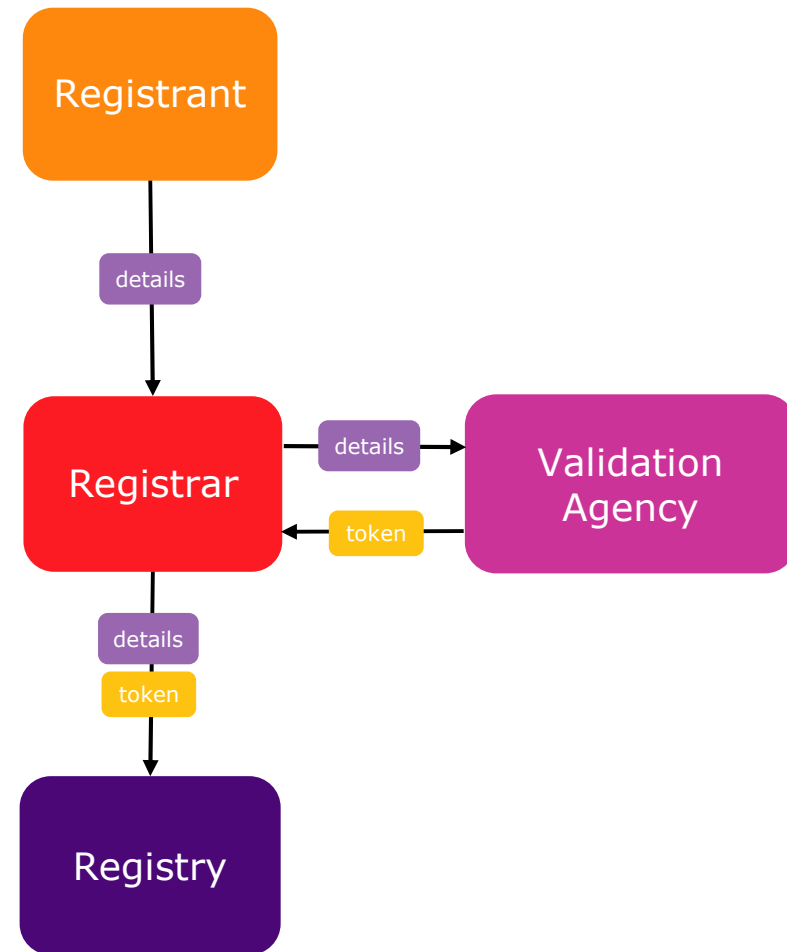 Registrant
details
Registrar
details
Validation
Agency
token
details
token
Registry